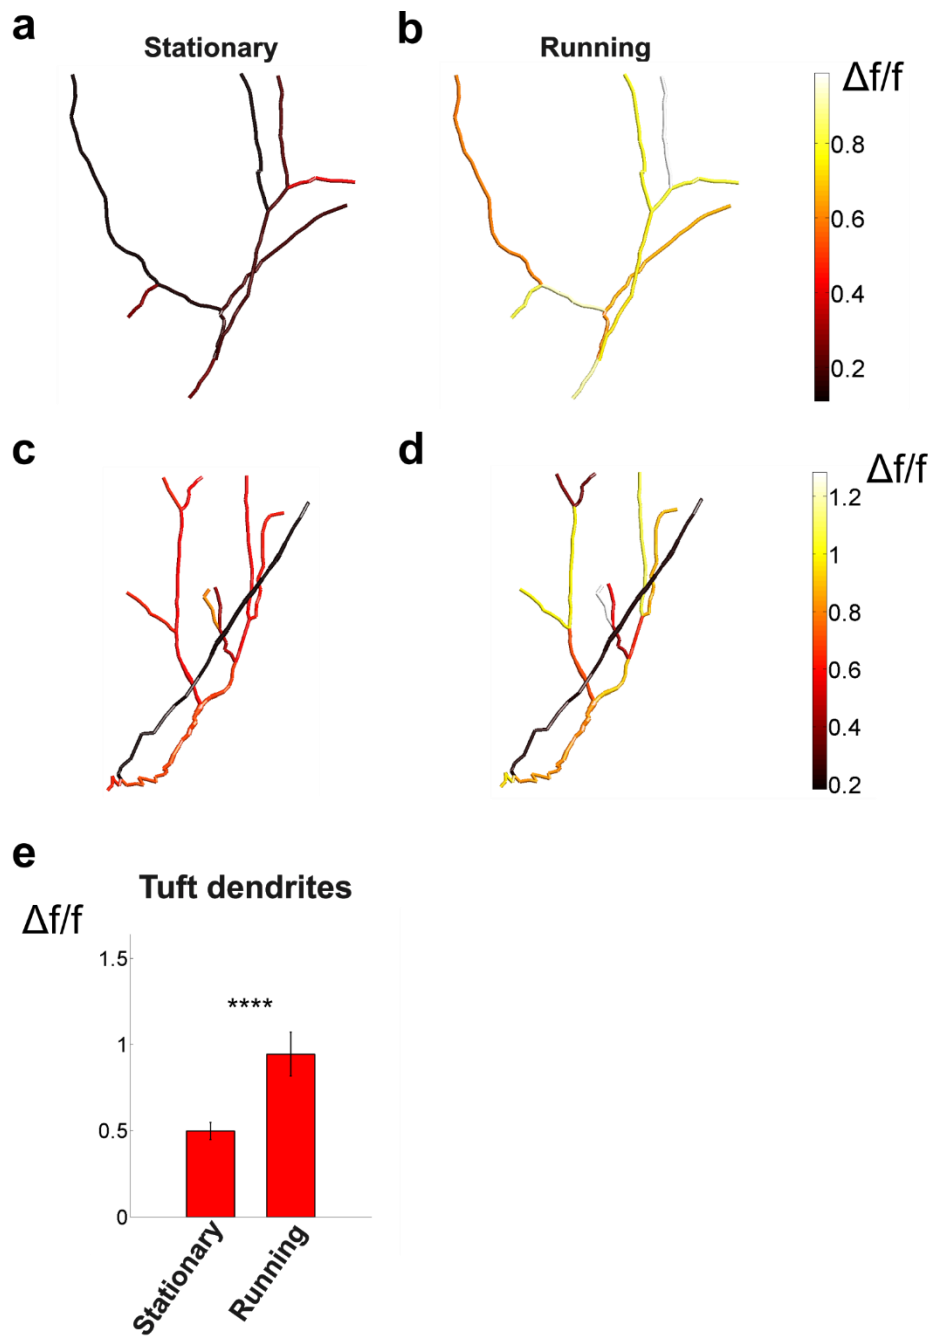 a
Stationary
b
Running
Δf/f
0.8
0.6
0.4
0.2
c
d
Δf/f
1.2
1
0.8
0.6
0.4
0.2
e
Tuft dendrites
Δf/f
1.5
****
1
0.5
0
Stationary
Running